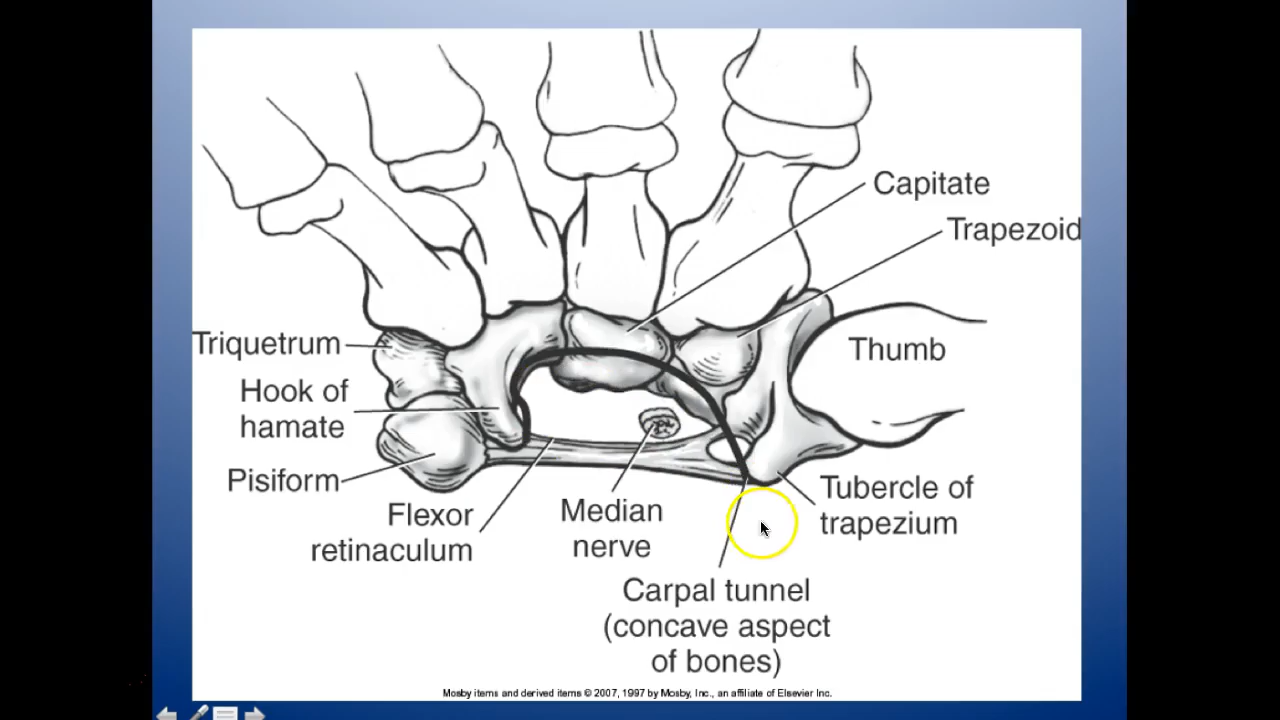 Capitate
Trapezoid
Triquetrum
Thumb
Hook of
hamate
Pisiform
Flexor
retinaculum
Median
nerve
Tubercle of
trapezium
Carpal tunnel
(concave aspect
of bones)
Mosby items and derived items © 2007, 1997 by Mosby, Inc., an affiliate of Elsevier Inc.